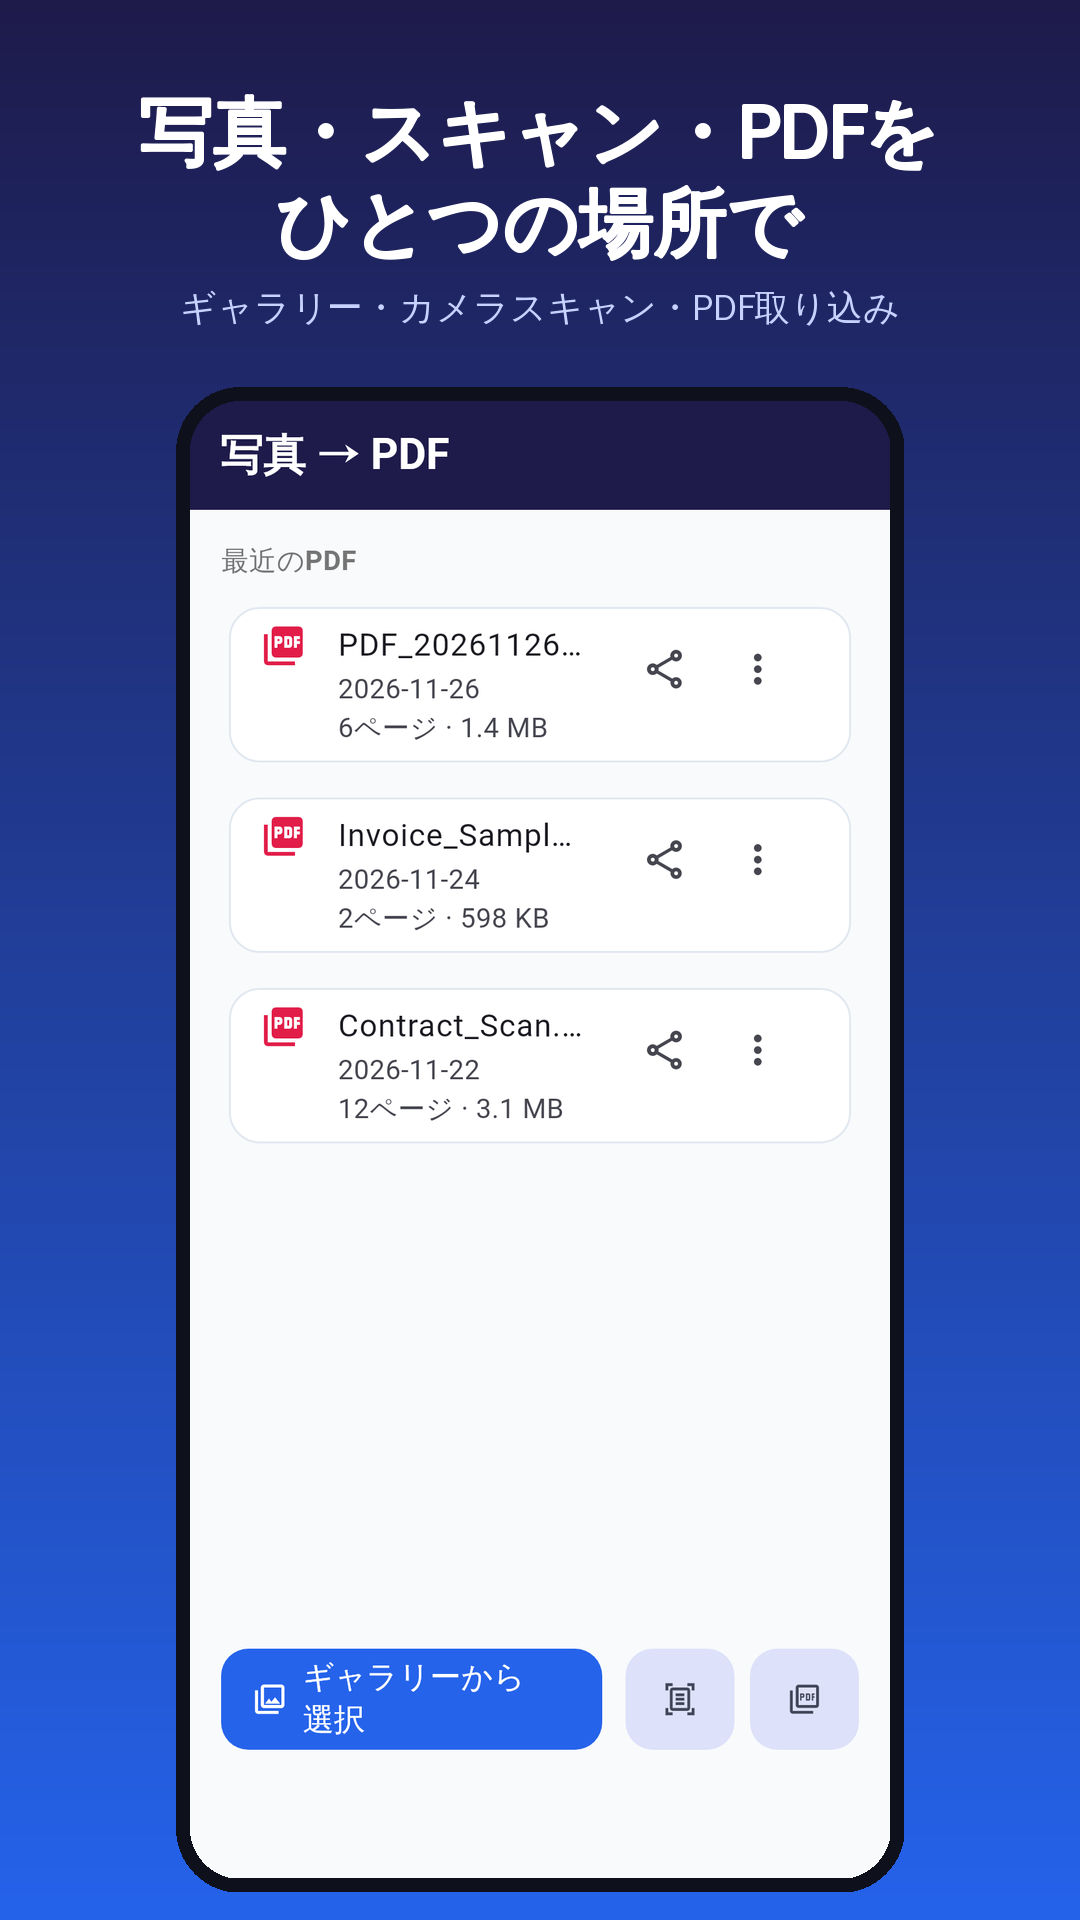 写真・スキャン・PDFを
ひとつの場所で
ギャラリー・カメラスキャン・PDF取り込み
写真 → PDF
最近のPDF
PDF
PDF_20261126...
2026-11-26
6ページ · 1.4 MB
PDF
Invoice_Sampl...
2026-11-24
2ページ · 598 KB
PDF
Contract_Scan....
2026-11-22
12ページ · 3.1 MB
ギャラリーから
選択
PDF